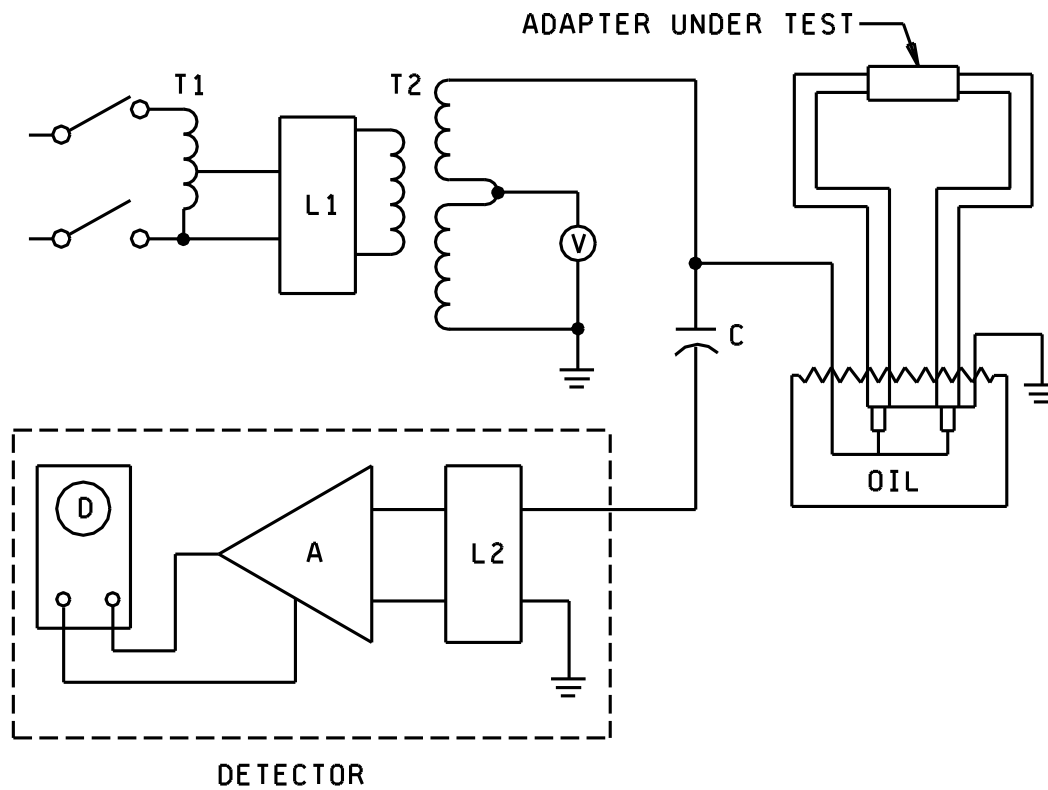 ADAPTER UNDER TEST
T1
T2
L1
V
C
OIL
D
A
L2
DETECTOR